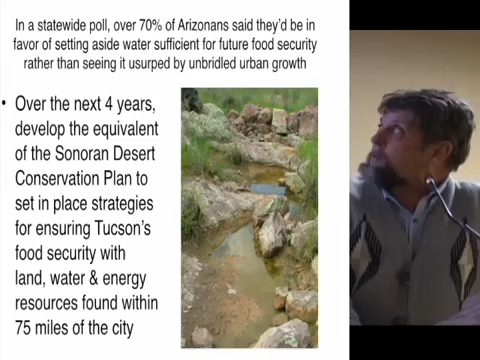 In a statewide poll, over 70% of Arizonans said they'd be in
favor of setting aside water sufficient for future food security
rather than seeing it usurped by unbridled urban growth
• Over the next 4 years,
develop the equivalent
of the Sonoran Desert
Conservation Plan to
set in place strategies
for ensuring Tucson's
food security with
land, water & energy
resources found within
75 miles of the city